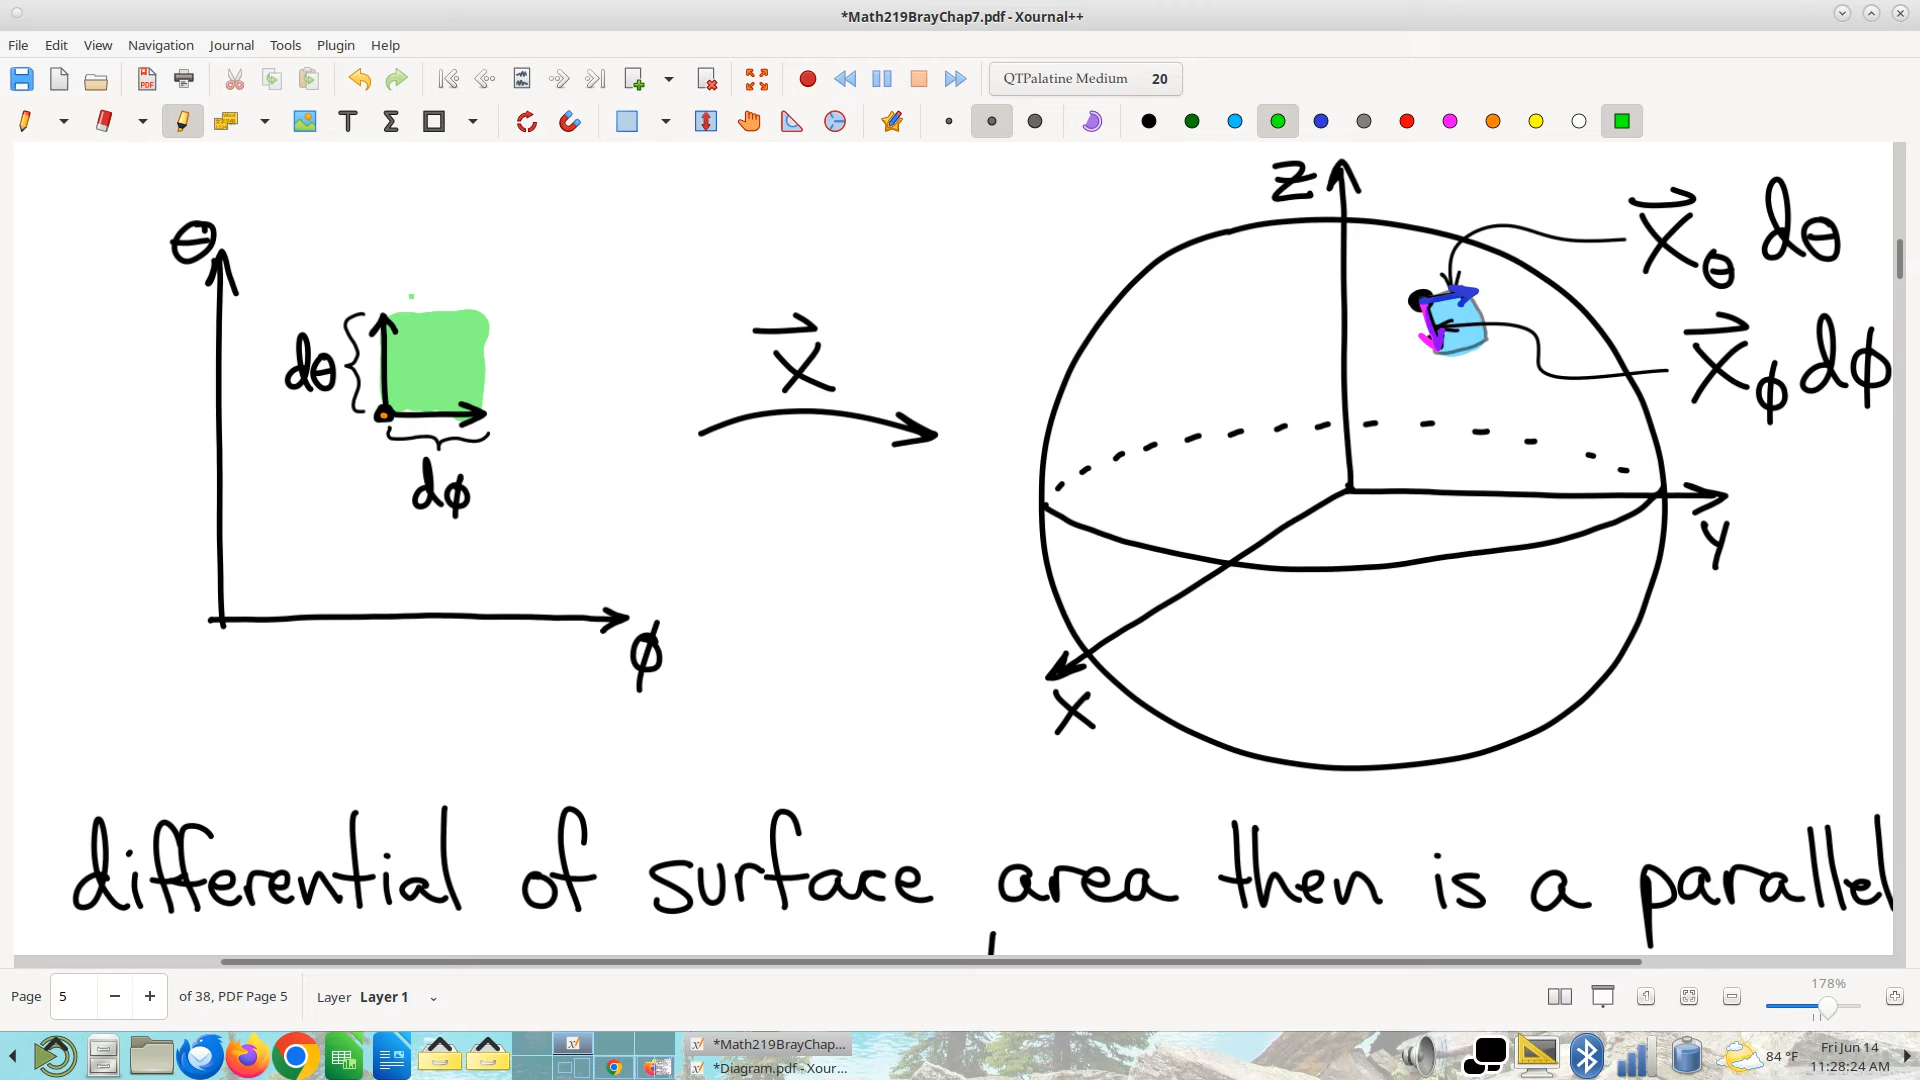 *Math219BrayChap7.pdf - Xournal++
File Edit View Navigation Journal Tools Plugin Help
QTPalatine Medium 20
Z
θ
X⃗_θ dθ
dθ
X⃗
X⃗_ϕ dϕ
dϕ
Y
ϕ
X
differential of surface area then is a parallel
Page 5 of 38, PDF Page 5 Layer Layer 1
178%
*Math219BrayChap...
*Diagram.pdf - Xour...
84 °F
Fri Jun 14
11:28:24 AM